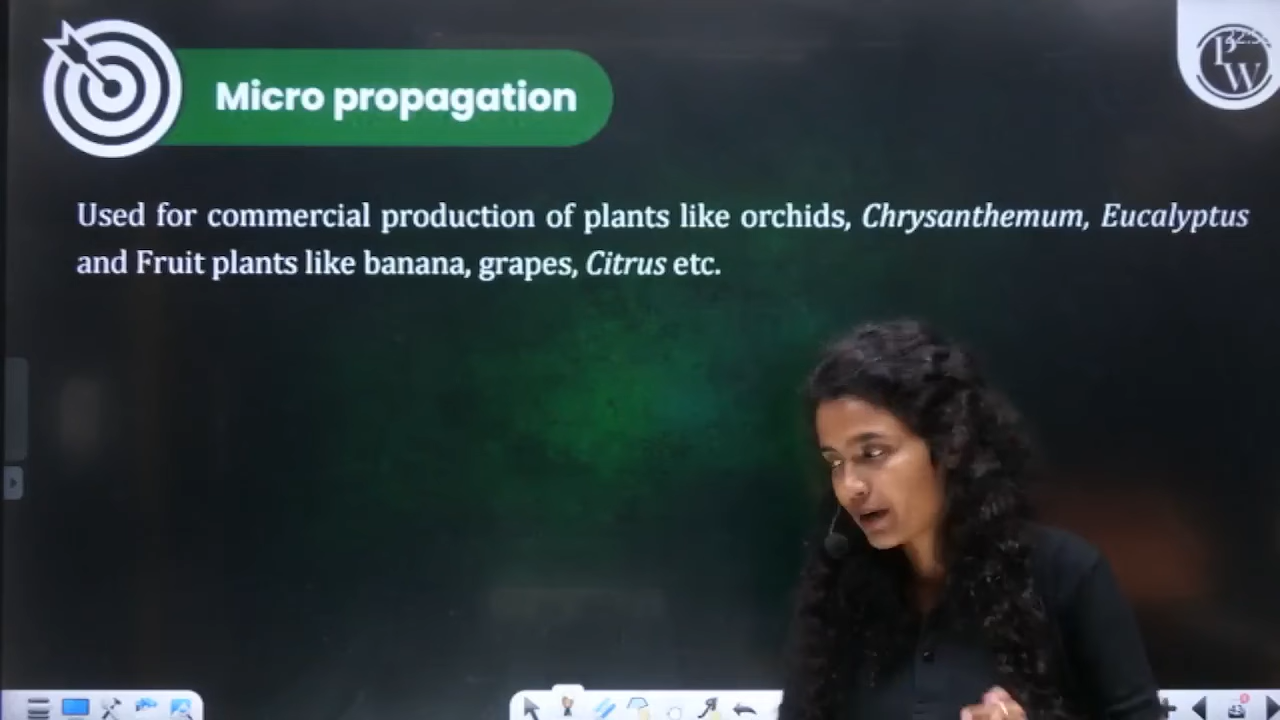 Micro propagation
PW
Used for commercial production of plants like orchids, Chrysanthemum, Eucalyptus
and Fruit plants like banana, grapes, Citrus etc.